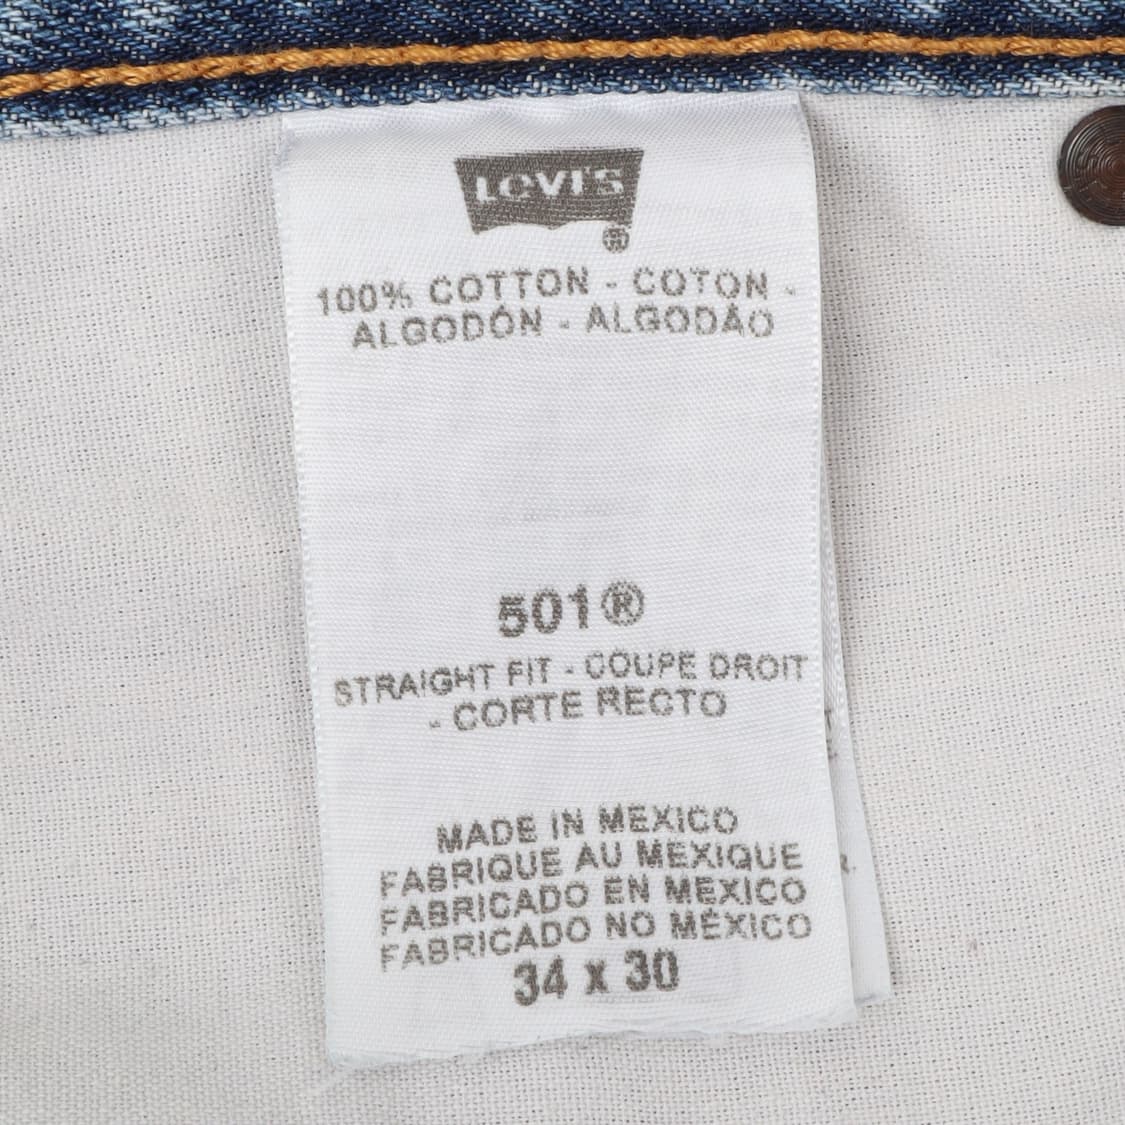 LEVI'S
®
100% COTTON - COTON -
ALGODÓN - ALGODÃO
501®
STRAIGHT FIT - COUPE DROIT
- CORTE RECTO
MADE IN MEXICO
FABRIQUE AU MEXIQUE
FABRICADO EN MEXICO
FABRICADO NO MÉXICO
34 x 30